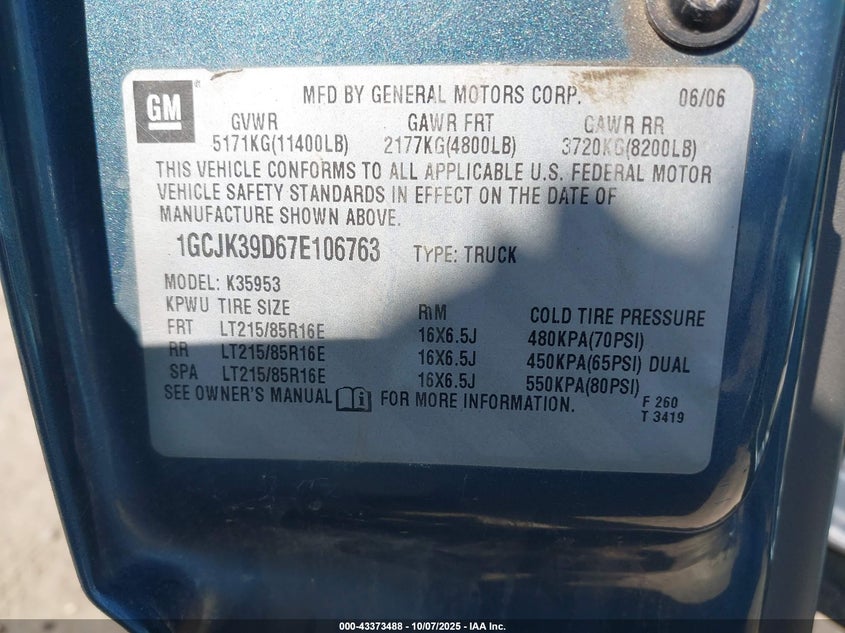 GM
MFD BY GENERAL MOTORS CORP. 06/06
GVWR GAWR FRT GAWR RR
5171KG(11400LB) 2177KG(4800LB) 3720KG(8200LB)
THIS VEHICLE CONFORMS TO ALL APPLICABLE U.S. FEDERAL MOTOR
VEHICLE SAFETY STANDARDS IN EFFECT ON THE DATE OF
MANUFACTURE SHOWN ABOVE.
1GCJK39D67E106763 TYPE: TRUCK
MODEL: K35953
KPWU TIRE SIZE RIM COLD TIRE PRESSURE
FRT LT215/85R16E 16X6.5J 480KPA(70PSI)
RR LT215/85R16E 16X6.5J 450KPA(65PSI) DUAL
SPA LT215/85R16E 16X6.5J 550KPA(80PSI)
SEE OWNER'S MANUAL FOR MORE INFORMATION. F 260
T 3419
000-43373488 - 10/07/2025 - IAA Inc.